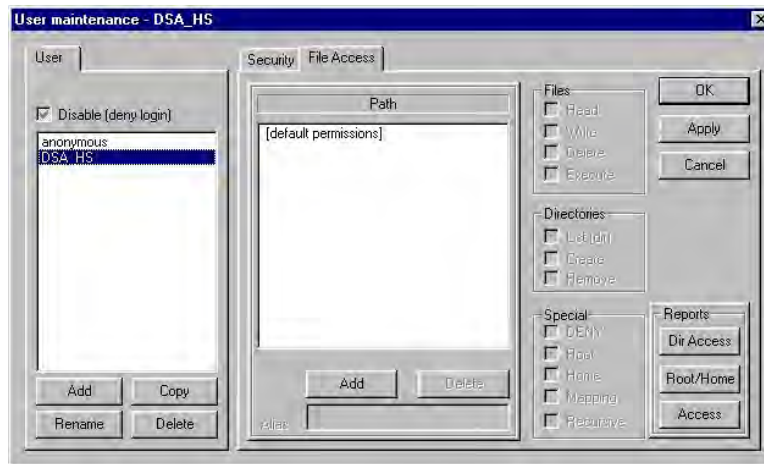 User maintenance - DSA_HS
User
Disable (deny login)
anonymous
DSA_HS
Add
Copy
Rename
Delete
Security
File Access
Path
[default permissions]
Add
Delete
Alias:
Files
Read
Write
Delete
Execute
Directories
List (dir)
Create
Remove
Special
DENY
Root
Home
Mapping
Recursive
OK
Apply
Cancel
Reports
Dir Access
Root/Home
Access